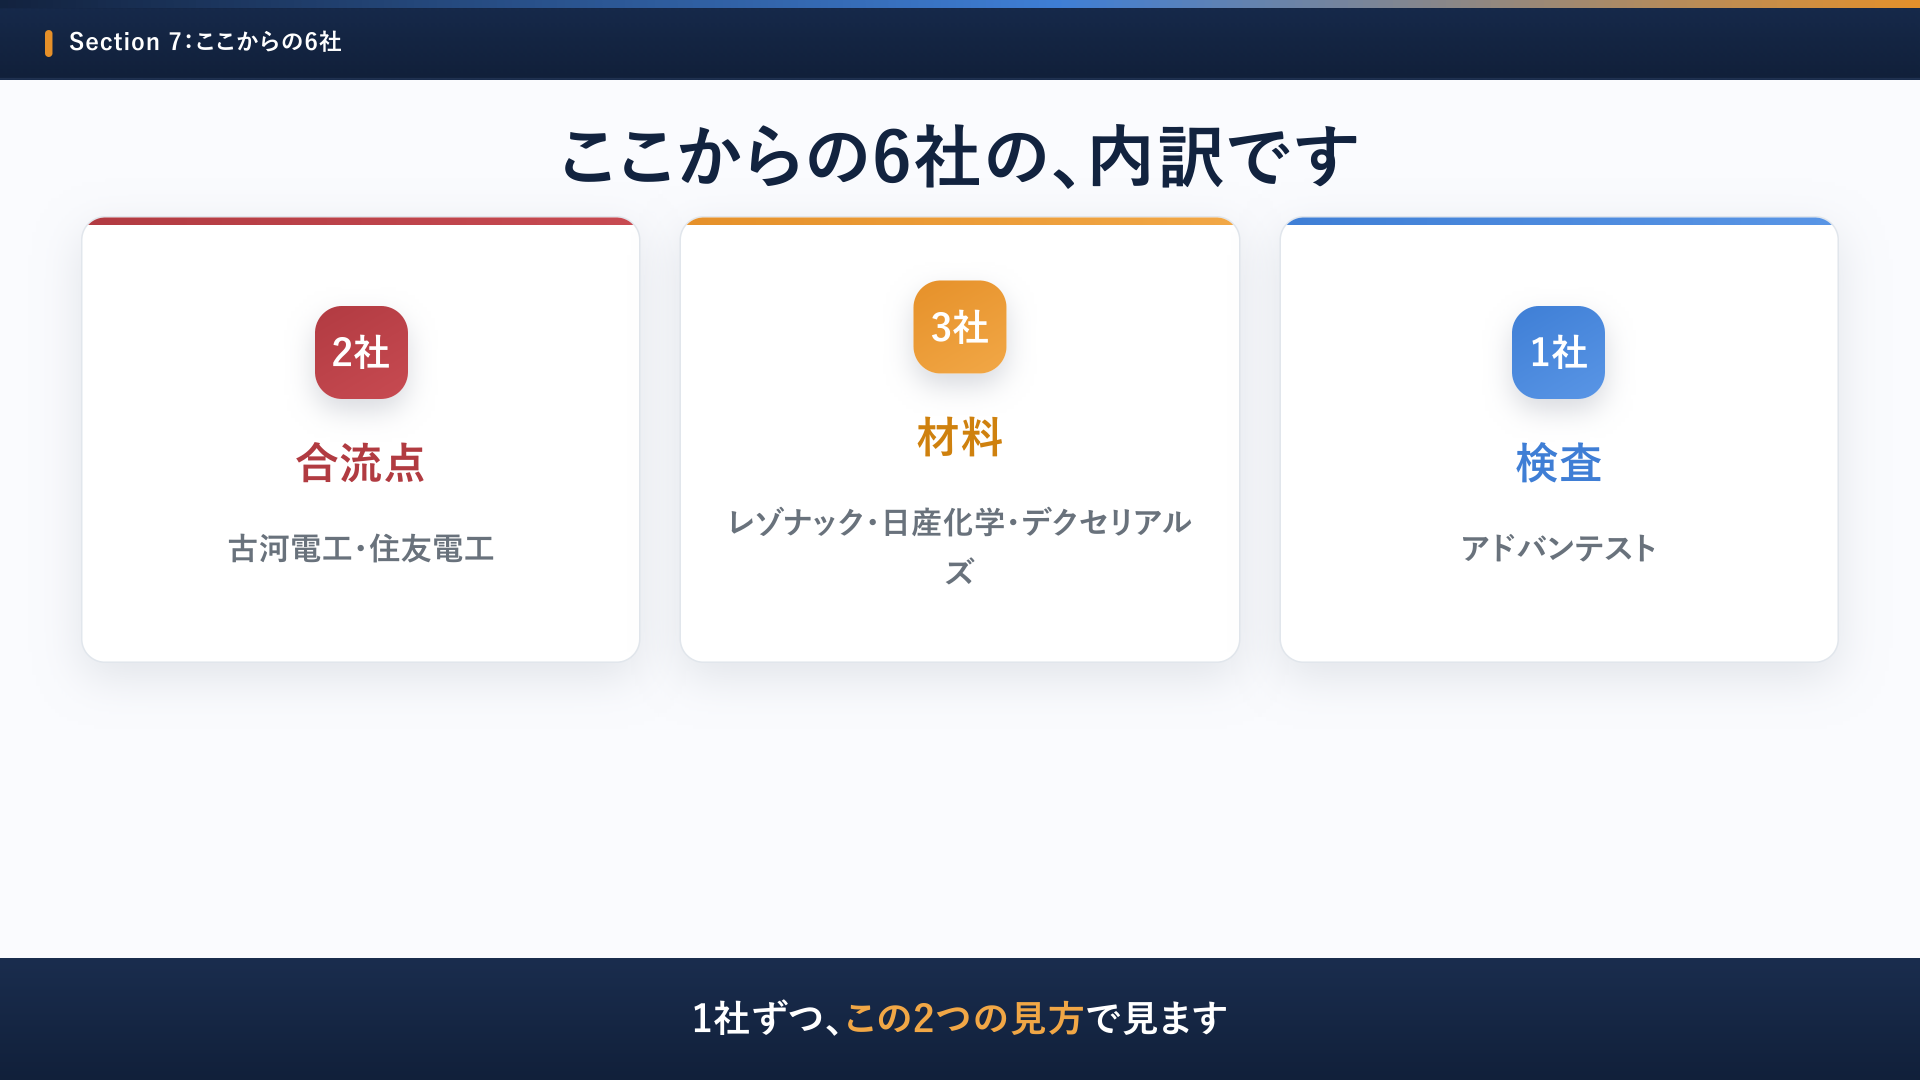 Section 7：ここからの6社
ここからの6社の、内訳です
2社
合流点
古河電工・住友電工
3社
材料
レゾナック・日産化学・デクセリアル
ズ
1社
検査
アドバンテスト
1社ずつ、この2つの見方で見ます